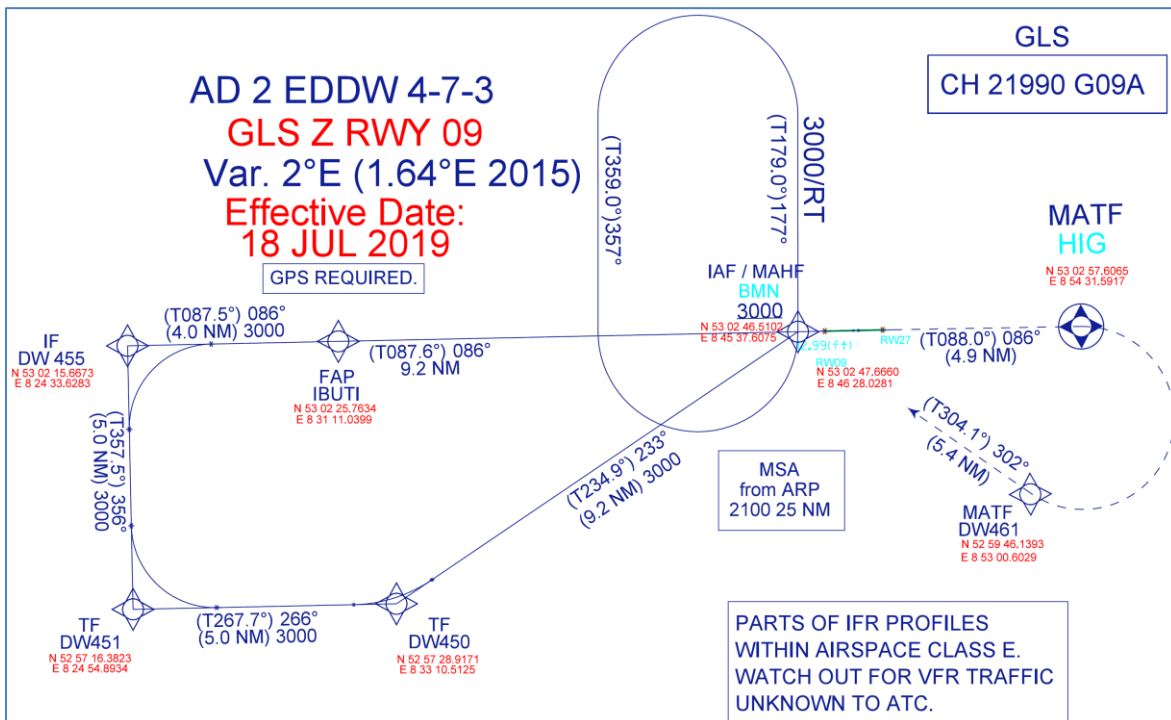 GLS
CH 21990 G09A
AD 2 EDDW 4-7-3
GLS Z RWY 09
Var. 2°E (1.64°E 2015)
Effective Date:
18 JUL 2019
GPS REQUIRED.
(T359.0°)357°
(T179.0°)177°
3000/RT
MATF
HIG
N 53 02 57.6065
E 8 54 31.5917
IAF / MAHF
BMN
3000
N 53 02 46.5102
E 8 45 37.6075
IF
DW 455
N 53 02 15.6673
E 8 24 33.6283
(T087.5°) 086°
(4.0 NM) 3000
FAP
IBUTI
N 53 02 25.7634
E 8 31 11.0399
(T087.6°) 086°
9.2 NM
RW09
RW27
N 53 02 47.6660
E 8 46 28.0281
(T088.0°) 086°
(4.9 NM)
(T357.5°) 356°
(5.0 NM) 3000
(T234.9°) 233°
(9.2 NM) 3000
MSA
from ARP
2100 25 NM
(T304.1°) 302°
(5.4 NM)
MATF
DW461
N 52 59 46.1393
E 8 53 00.6029
TF
DW451
N 52 57 16.3823
E 8 24 54.8934
(T267.7°) 266°
(5.0 NM) 3000
TF
DW450
N 52 57 28.9171
E 8 33 10.5125
PARTS OF IFR PROFILES
WITHIN AIRSPACE CLASS E.
WATCH OUT FOR VFR TRAFFIC
UNKNOWN TO ATC.